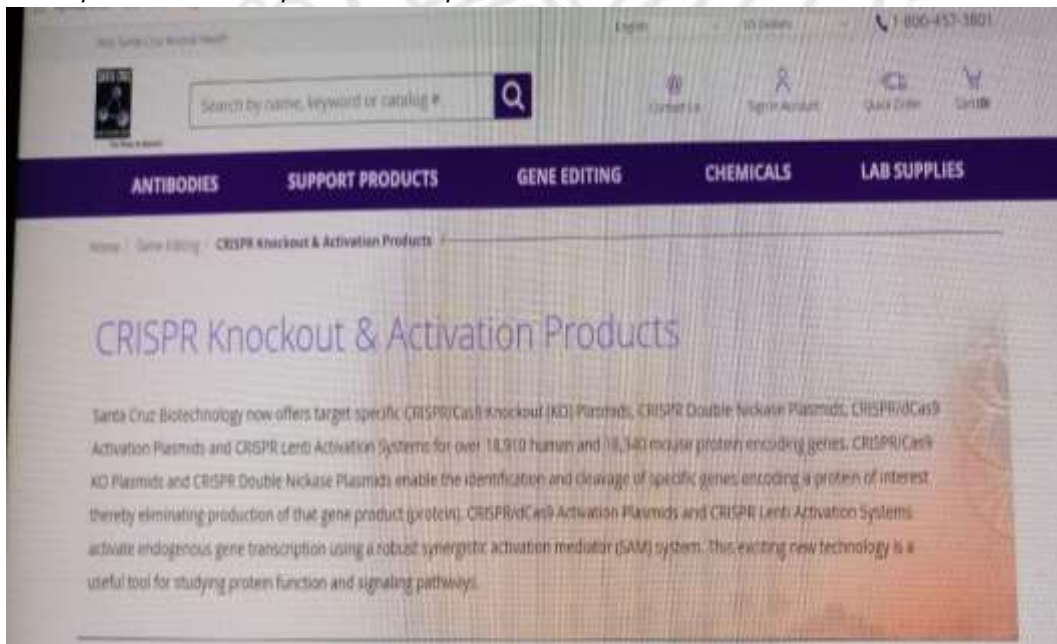 English US Dollars 1-800-457-3801
Search by name, keyword or catalog #
Contact Us Sign In Account Quick Order Cart
ANTIBODIES SUPPORT PRODUCTS GENE EDITING CHEMICALS LAB SUPPLIES
Home / Gene Editing / CRISPR Knockout & Activation Products
CRISPR Knockout & Activation Products
Santa Cruz Biotechnology now offers target specific CRISPR/Cas9 Knockout (KO) Plasmids, CRISPR Double Nickase Plasmids, CRISPR/dCas9
Activation Plasmids and CRISPR Lenti Activation Systems for over 18,910 human and 18,340 mouse protein encoding genes. CRISPR/Cas9
KO Plasmids and CRISPR Double Nickase Plasmids enable the identification and cleavage of specific genes encoding a protein of interest
thereby eliminating production of that gene product (protein). CRISPR/dCas9 Activation Plasmids and CRISPR Lenti Activation Systems
activate endogenous gene transcription using a robust synergistic activation mediator (SAM) system. This exciting new technology is a
useful tool for studying protein function and signaling pathways.